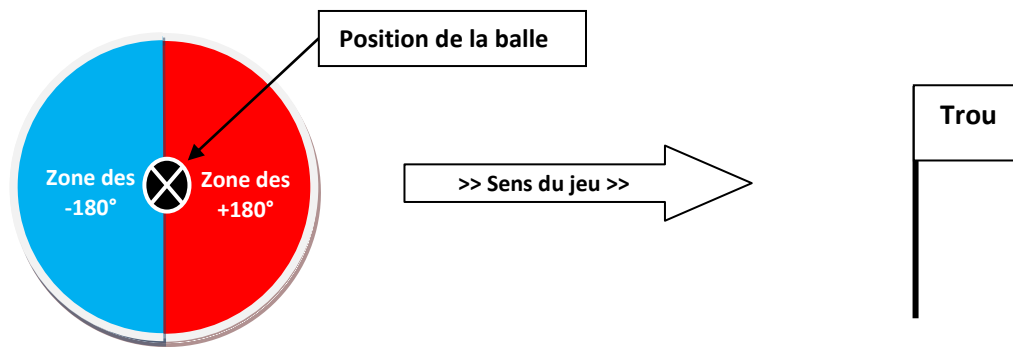 Position de la balle
Trou
Zone des
-180°
Zone des
+180°
>> Sens du jeu >>